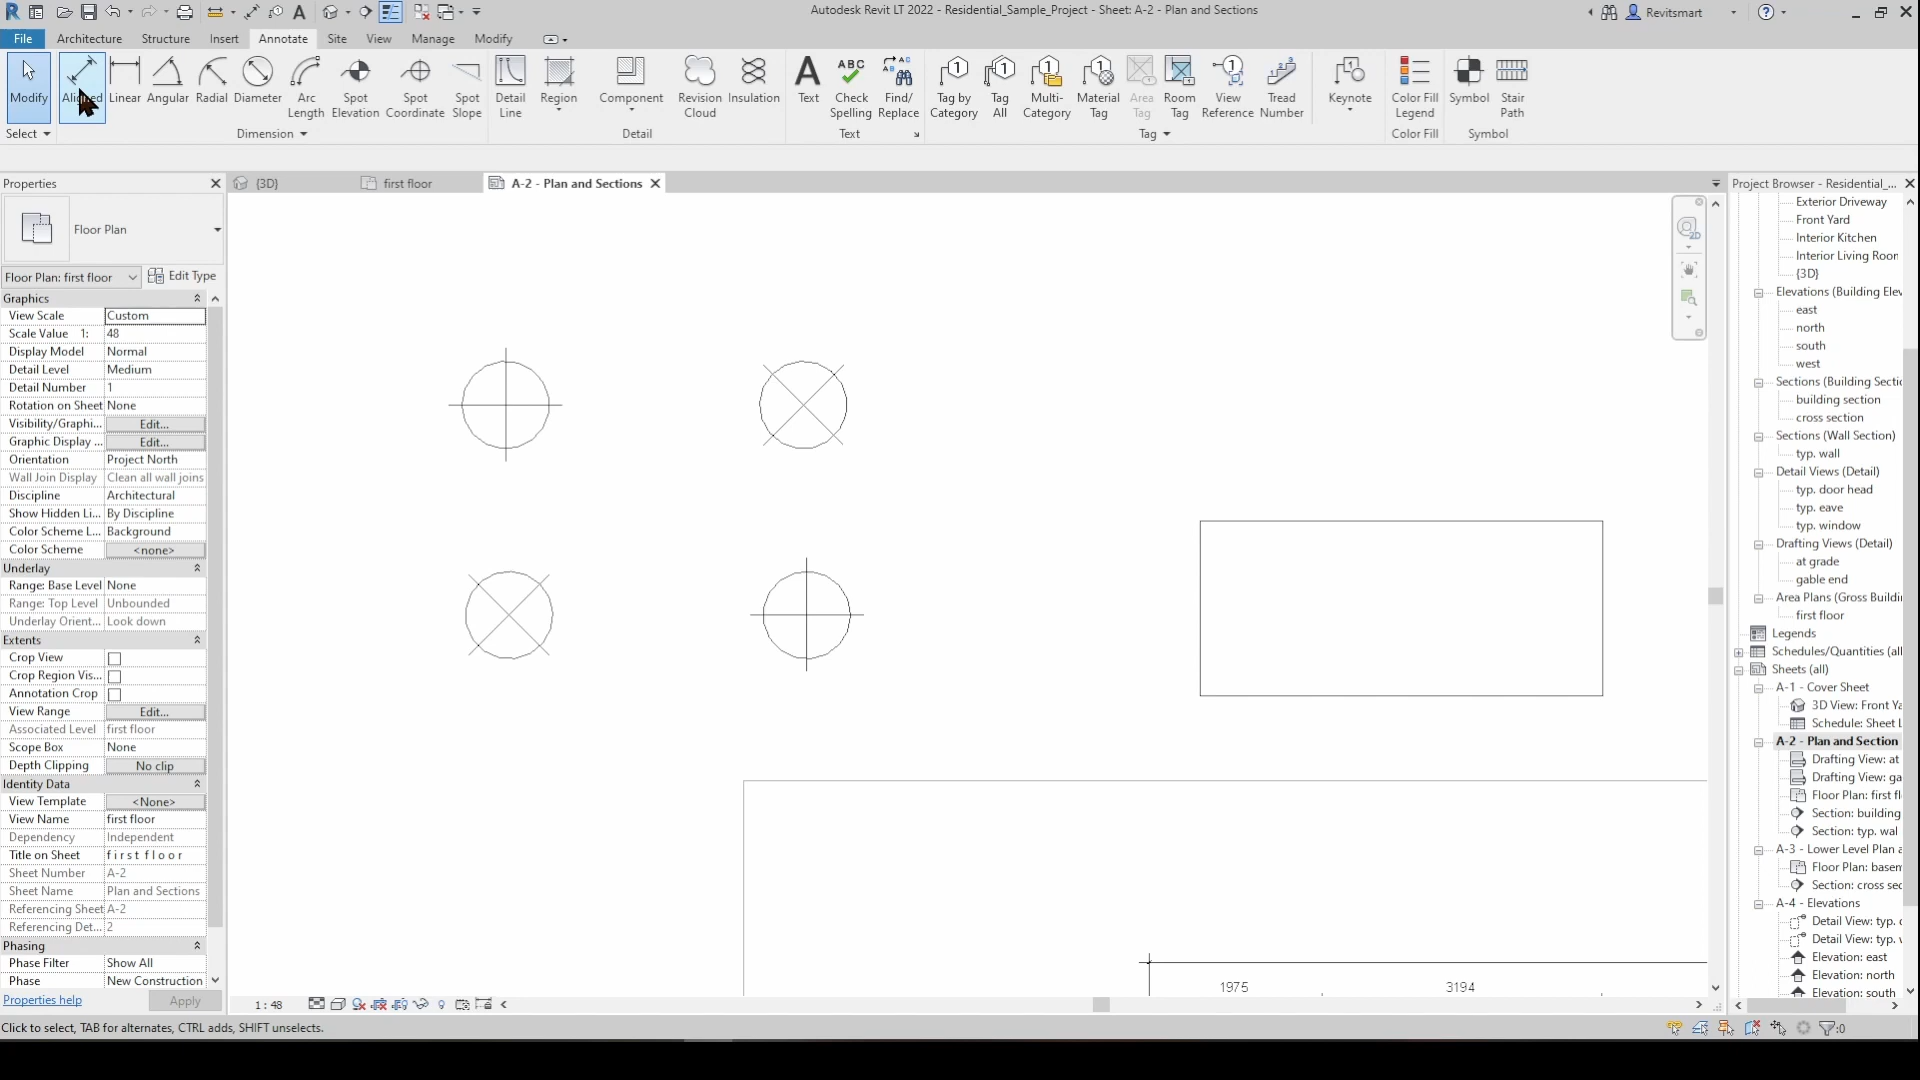 Autodesk Revit LT 2022 - Residential_Sample_Project - Sheet: A-2 - Plan and Sections
Revitsmart
File Architecture Structure Insert Annotate Site View Manage Modify
Modify
Aligned
Linear
Angular
Radial
Diameter
Arc Length
Spot Elevation
Spot Coordinate
Spot Slope
Detail Line
Region
Component
Revision Cloud
Insulation
Text
Check Spelling
Find/ Replace
Tag by Category
Tag All
Multi-Category
Material Tag
Area Tag
Room Tag
View Reference
Tread Number
Keynote
Color Fill Legend
Symbol
Stair Path
Select
Dimension
Detail
Text
Tag
Color Fill
Symbol
Properties
{3D}
first floor
A-2 - Plan and Sections
Project Browser - Residential_...
Floor Plan
Floor Plan: first floor
Edit Type
Graphics
View Scale Custom
Scale Value 1: 48
Display Model Normal
Detail Level Medium
Detail Number 1
Rotation on Sheet None
Visibility/Graphi... Edit...
Graphic Display ... Edit...
Orientation Project North
Wall Join Display Clean all wall joins
Discipline Architectural
Show Hidden Li... By Discipline
Color Scheme L... Background
Color Scheme <none>
Underlay
Range: Base Level None
Range: Top Level Unbounded
Underlay Orient... Look down
Extents
Crop View
Crop Region Vis...
Annotation Crop
View Range Edit...
Associated Level first floor
Scope Box None
Depth Clipping No clip
Identity Data
View Template <None>
View Name first floor
Dependency Independent
Title on Sheet f i r s t f l o o r
Sheet Number A-2
Sheet Name Plan and Sections
Referencing Sheet A-2
Referencing Det... 2
Phasing
Phase Filter Show All
Phase New Construction
Properties help
Apply
1975
3194
1 : 48
Exterior Driveway
Front Yard
Interior Kitchen
Interior Living Roor
{3D}
Elevations (Building Elev
east
north
south
west
Sections (Building Sectio
building section
cross section
Sections (Wall Section)
typ. wall
Detail Views (Detail)
typ. door head
typ. eave
typ. window
Drafting Views (Detail)
at grade
gable end
Area Plans (Gross Buildin
first floor
Legends
Schedules/Quantities (all
Sheets (all)
A-1 - Cover Sheet
3D View: Front Ya
Schedule: Sheet L
A-2 - Plan and Section
Drafting View: at
Drafting View: ga
Floor Plan: first fl
Section: building
Section: typ. wal
A-3 - Lower Level Plan a
Floor Plan: basem
Section: cross sec
A-4 - Elevations
Detail View: typ. c
Detail View: typ. v
Elevation: east
Elevation: north
Elevation: south
Click to select, TAB for alternates, CTRL adds, SHIFT unselects.
:0